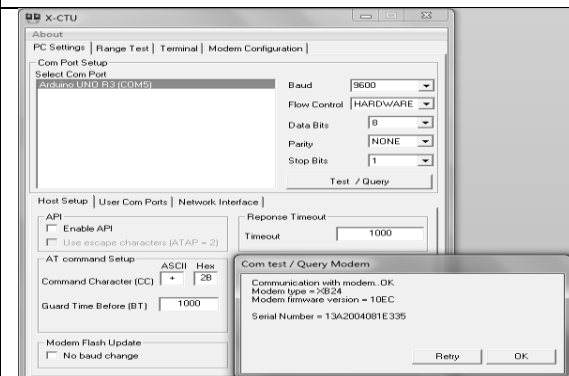 X-CTU
About
PC Settings | Range Test | Terminal | Modem Configuration |
Com Port Setup
Select Com Port
Arduino UNO R3 (COM5)
Baud 9600
Flow Control HARDWARE
Data Bits 8
Parity NONE
Stop Bits 1
Test / Query
Host Setup | User Com Ports | Network Interface |
API
Enable API
Use escape characters (ATAP = 2)
Reponse Timeout
Timeout 1000
AT command Setup
ASCII Hex
Command Character (CC) + 2B
Guard Time Before (BT) 1000
Modem Flash Update
No baud change
Com test / Query Modem
Communication with modem..OK
Modem type = XB24
Modem firmware version = 10EC
Serial Number = 13A2004081E335
Retry
OK